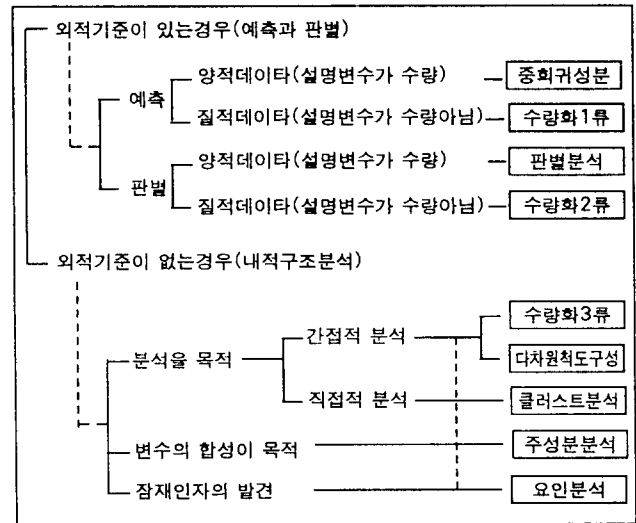 외적기준이 있는경우(예측과 판별)
양적데이타(설명변수가 수량) 중회귀성분
예측
질적데이타(설명변수가 수량아님) 수량화1류
양적데이타(설명변수가 수량) 판별분석
판별
질적데이타(설명변수가 수량아님) 수량화2류
외적기준이 없는경우(내적구조분석)
수량화3류
간접적 분석
분석을 목적
다차원척도구성
직접적 분석 클러스트분석
변수의 합성이 목적 주성분분석
잠재인자의 발견 요인분석